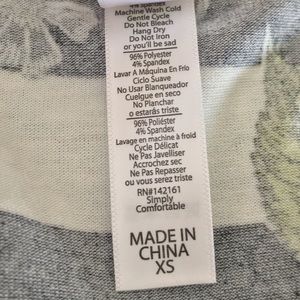 4% Spandex
Machine Wash Cold
Gentle Cycle
Do Not Bleach
Hang Dry
Do Not Iron
or you'll be sad
96% Polyester
4% Spandex
Lavar A Máquina En Frío
Ciclo Suave
No Usar Blanqueador
Cuelgue en seco
No Planchar
o estarás triste
96% Poliéster
4% Spandex
Lavage en machine à froid
Cycle Délicat
Ne Pas Javelliser
Accrochez sec
Ne Pas Repasser
ou vous serez triste
RN#142161
Simply
Comfortable
MADE IN
CHINA
XS